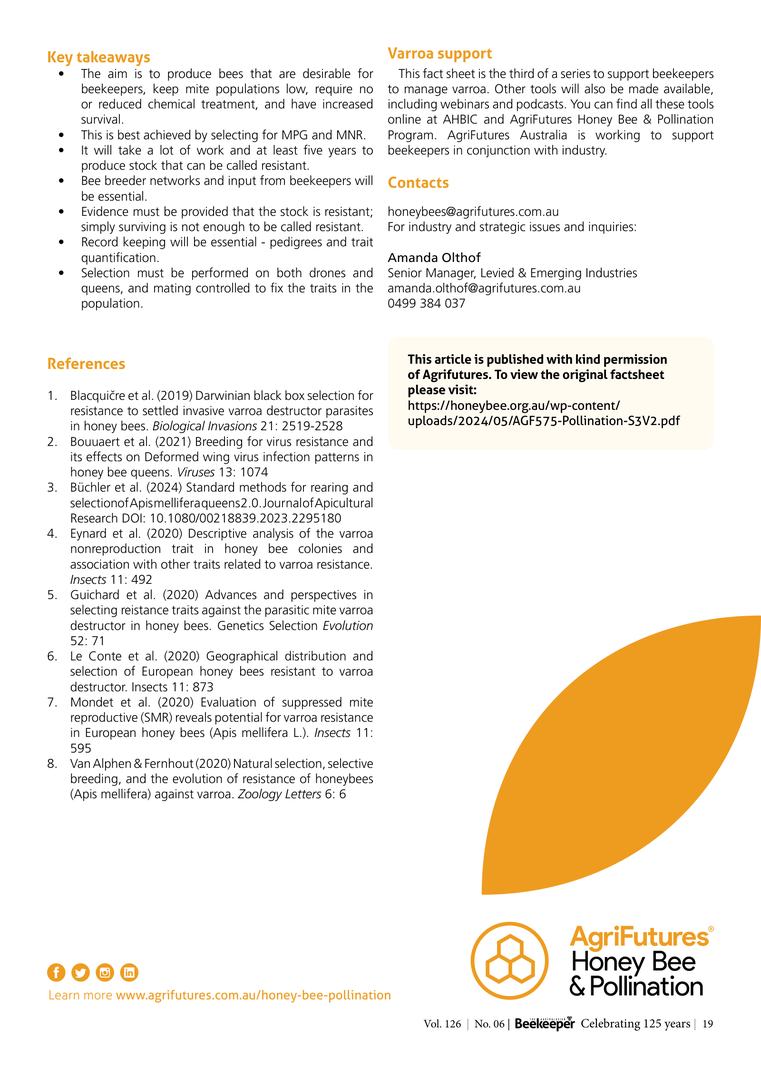 Key takeaways
• The aim is to produce bees that are desirable for
beekeepers, keep mite populations low, require no
or reduced chemical treatment, and have increased
survival.
• This is best achieved by selecting for MPG and MNR.
• It will take a lot of work and at least five years to
produce stock that can be called resistant.
• Bee breeder networks and input from beekeepers will
be essential.
• Evidence must be provided that the stock is resistant;
simply surviving is not enough to be called resistant.
• Record keeping will be essential - pedigrees and trait
quantification.
• Selection must be performed on both drones and
queens, and mating controlled to fix the traits in the
population.
References
1. Blacquičre et al. (2019) Darwinian black box selection for
resistance to settled invasive varroa destructor parasites
in honey bees. Biological Invasions 21: 2519-2528
2. Bouuaert et al. (2021) Breeding for virus resistance and
its effects on Deformed wing virus infection patterns in
honey bee queens. Viruses 13: 1074
3. Büchler et al. (2024) Standard methods for rearing and
selectionofApismelliferaqueens2.0.JournalofApicultural
Research DOI: 10.1080/00218839.2023.2295180
4. Eynard et al. (2020) Descriptive analysis of the varroa
nonreproduction trait in honey bee colonies and
association with other traits related to varroa resistance.
Insects 11: 492
5. Guichard et al. (2020) Advances and perspectives in
selecting reistance traits against the parasitic mite varroa
destructor in honey bees. Genetics Selection Evolution
52: 71
6. Le Conte et al. (2020) Geographical distribution and
selection of European honey bees resistant to varroa
destructor. Insects 11: 873
7. Mondet et al. (2020) Evaluation of suppressed mite
reproductive (SMR) reveals potential for varroa resistance
in European honey bees (Apis mellifera L.). Insects 11:
595
8. Van Alphen & Fernhout (2020) Natural selection, selective
breeding, and the evolution of resistance of honeybees
(Apis mellifera) against varroa. Zoology Letters 6: 6
Varroa support
This fact sheet is the third of a series to support beekeepers
to manage varroa. Other tools will also be made available,
including webinars and podcasts. You can find all these tools
online at AHBIC and AgriFutures Honey Bee & Pollination
Program. AgriFutures Australia is working to support
beekeepers in conjunction with industry.
Contacts
honeybees@agrifutures.com.au
For industry and strategic issues and inquiries:
Amanda Olthof
Senior Manager, Levied & Emerging Industries
amanda.olthof@agrifutures.com.au
0499 384 037
This article is published with kind permission
of Agrifutures. To view the original factsheet
please visit:
https://honeybee.org.au/wp-content/
uploads/2024/05/AGF575-Pollination-S3V2.pdf
Learn more www.agrifutures.com.au/honey-bee-pollination
AgriFutures®
Honey Bee
& Pollination
Vol. 126 | No. 06 | Beekeeper Celebrating 125 years | 19